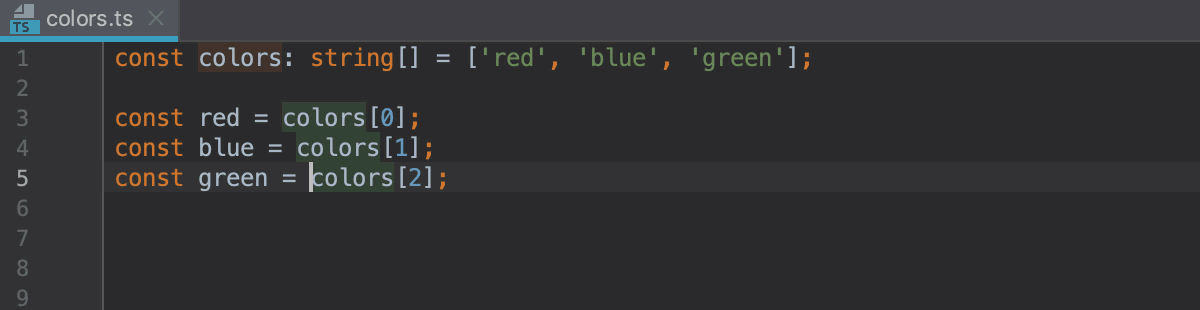 TS colors.ts
1 const colors: string[] = ['red', 'blue', 'green'];
2
3 const red = colors[0];
4 const blue = colors[1];
5 const green = colors[2];
6
7
8
9